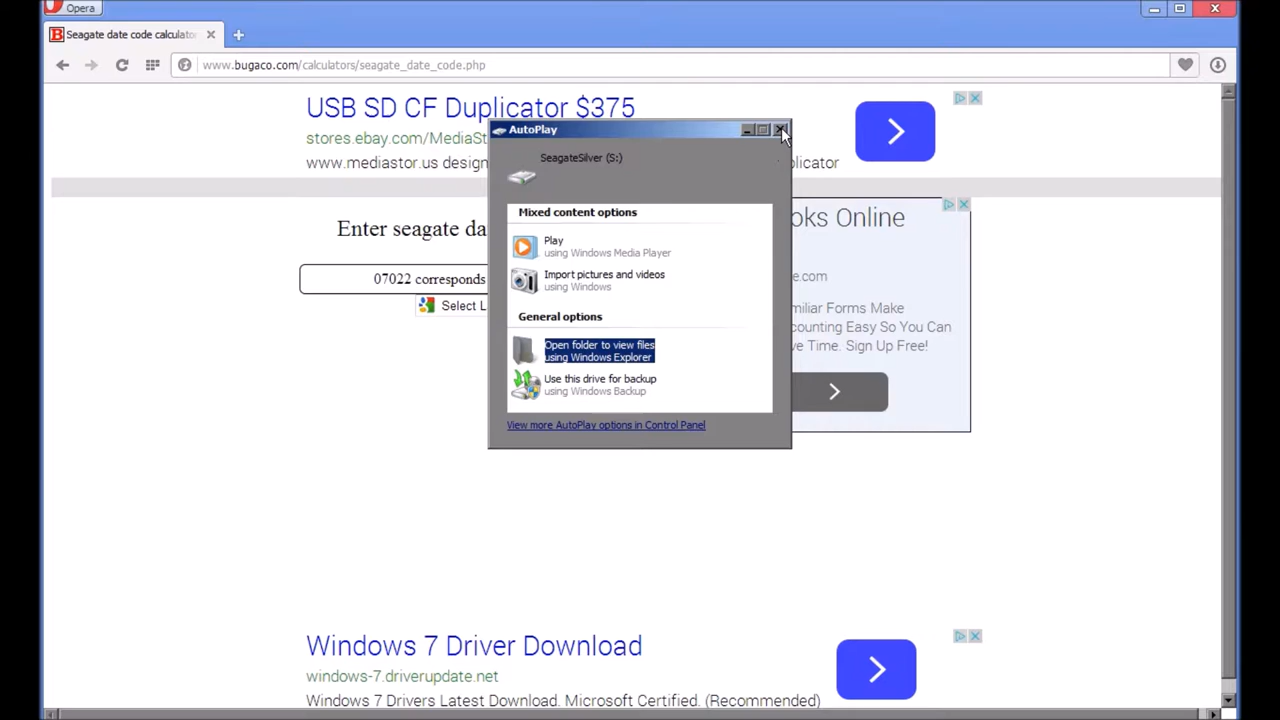 Opera
Seagate date code calculato
www.bugaco.com/calculators/seagate_date_code.php
USB SD CF Duplicator $375
stores.ebay.com/MediaSt
www.mediastor.us design
plicator
AutoPlay
SeagateSilver (S:)
Mixed content options
Play
using Windows Media Player
Import pictures and videos
using Windows
General options
Open folder to view files
using Windows Explorer
Use this drive for backup
using Windows Backup
View more AutoPlay options in Control Panel
Enter seagate da
07022 corresponds
Select L
oks Online
e.com
miliar Forms Make
counting Easy So You Can
ve Time. Sign Up Free!
Windows 7 Driver Download
windows-7.driverupdate.net
Windows 7 Drivers Latest Download. Microsoft Certified. (Recommended)